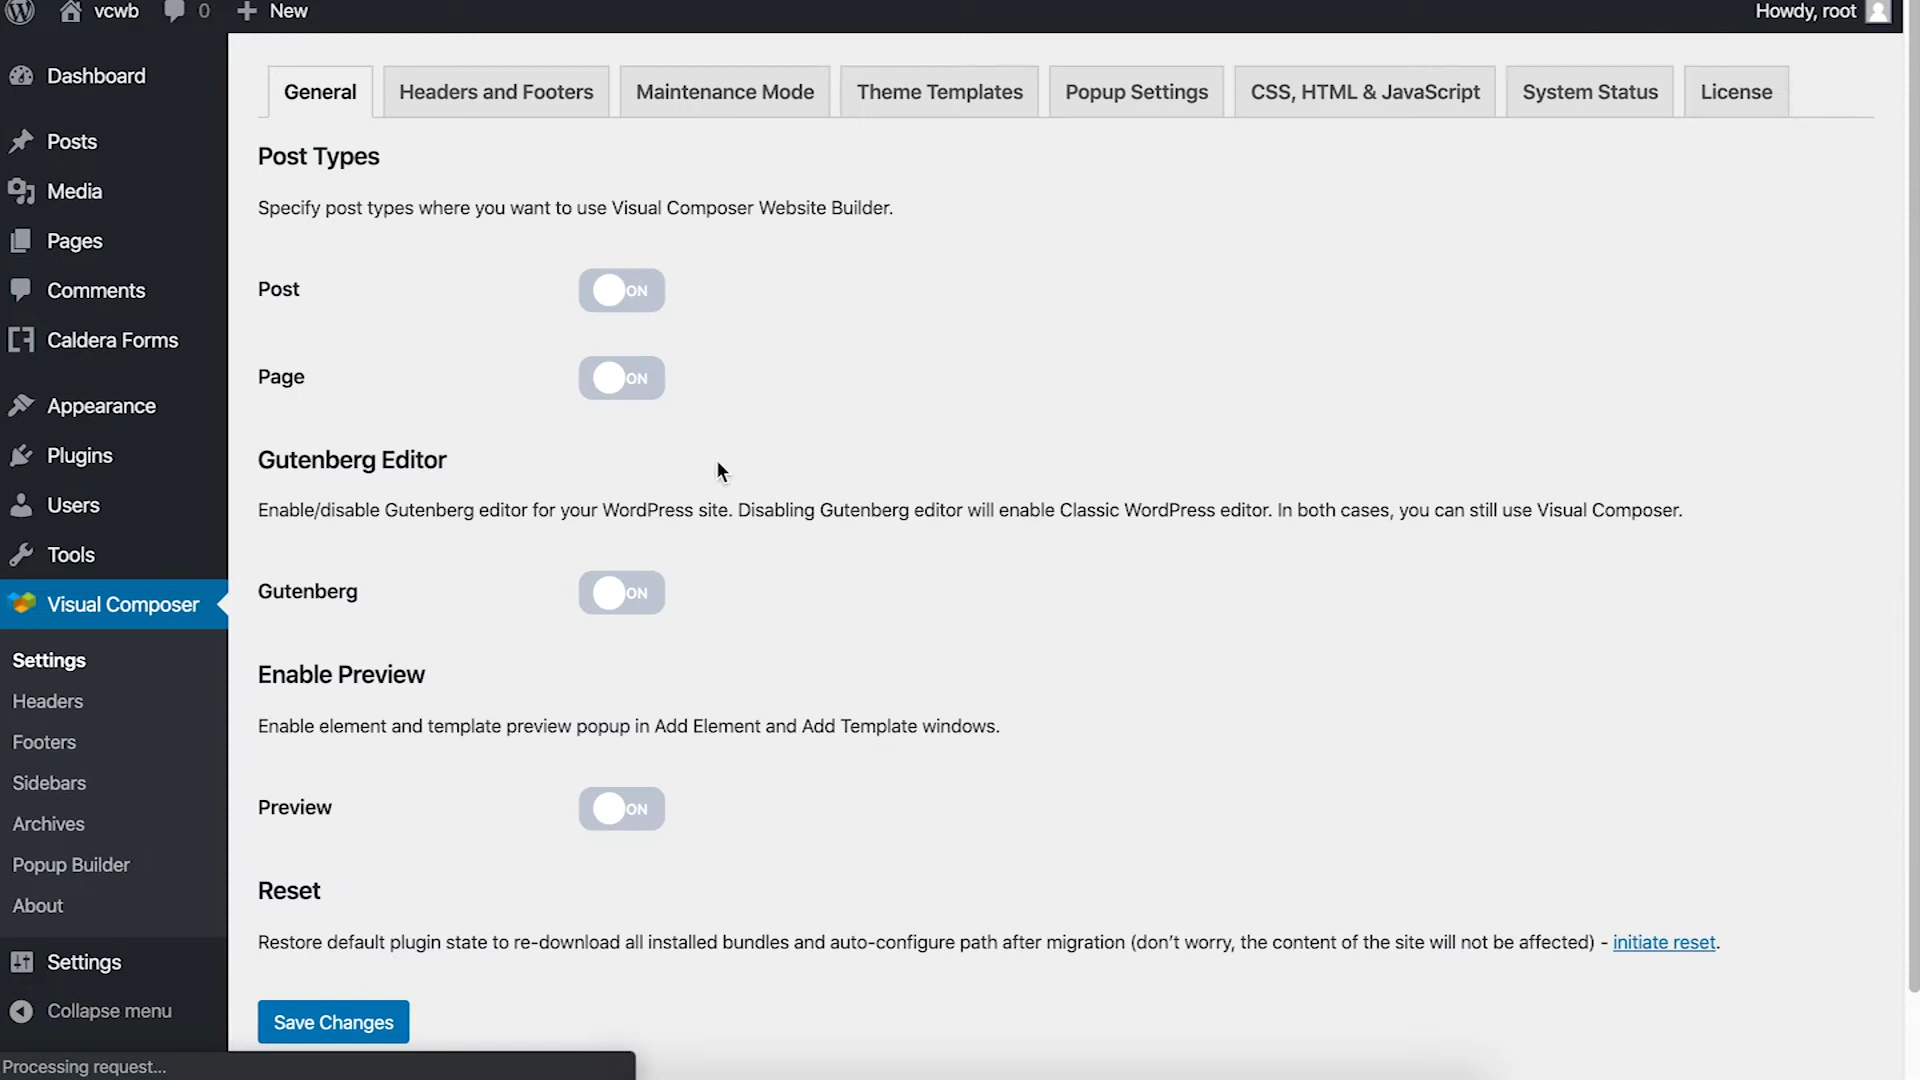 vcwb 0 New Howdy, root
Dashboard
Posts
Media
Pages
Comments
Caldera Forms
Appearance
Plugins
Users
Tools
Visual Composer
Settings
Headers
Footers
Sidebars
Archives
Popup Builder
About
Settings
Collapse menu
General Headers and Footers Maintenance Mode Theme Templates Popup Settings CSS, HTML & JavaScript System Status License
Post Types
Specify post types where you want to use Visual Composer Website Builder.
Post ON
Page ON
Gutenberg Editor
Enable/disable Gutenberg editor for your WordPress site. Disabling Gutenberg editor will enable Classic WordPress editor. In both cases, you can still use Visual Composer.
Gutenberg ON
Enable Preview
Enable element and template preview popup in Add Element and Add Template windows.
Preview ON
Reset
Restore default plugin state to re-download all installed bundles and auto-configure path after migration (don't worry, the content of the site will not be affected) - initiate reset.
Save Changes
Processing request...